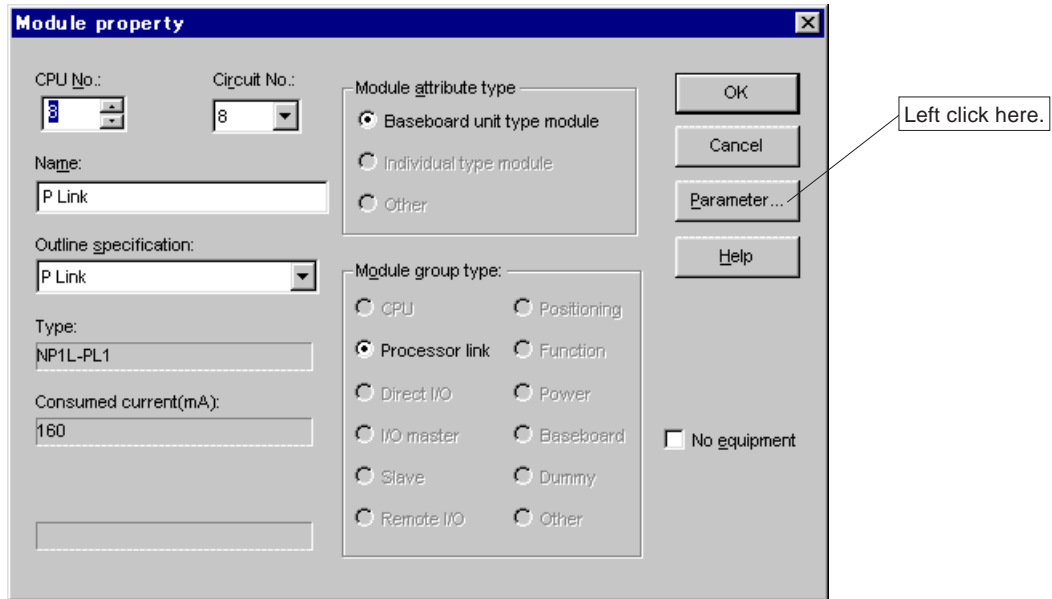 Module property
CPU No.:
Circuit No.:
8
8
Name:
P Link
Outline specification:
P Link
Type:
NP1L-PL1
Consumed current(mA):
160
Module attribute type
Baseboard unit type module
Individual type module
Other
Module group type:
CPU
Positioning
Processor link
Function
Direct I/O
Power
I/O master
Baseboard
Slave
Dummy
Remote I/O
Other
OK
Cancel
Parameter...
Help
No equipment
Left click here.